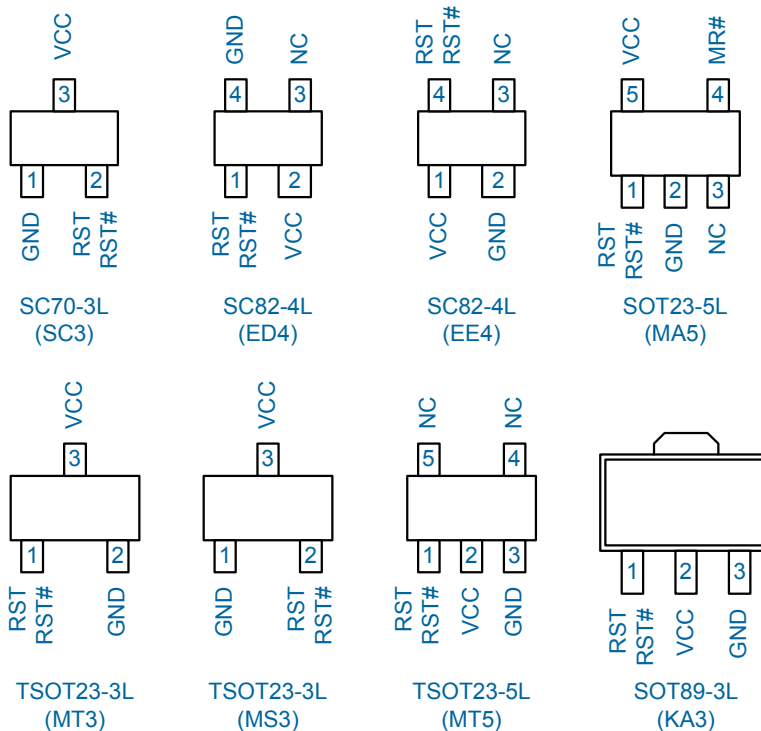 VCC
3
1
2
GND
RST
RST#
SC70-3L
(SC3)
GND
NC
4
3
1
2
RST
RST#
VCC
SC82-4L
(ED4)
RST
RST#
NC
4
3
1
2
VCC
GND
SC82-4L
(EE4)
VCC
MR#
5
4
1
2
3
RST
RST#
GND
NC
SOT23-5L
(MA5)
VCC
3
1
2
RST
RST#
GND
TSOT23-3L
(MT3)
VCC
3
1
2
GND
RST
RST#
TSOT23-3L
(MS3)
NC
NC
5
4
1
2
3
RST
RST#
VCC
GND
TSOT23-5L
(MT5)
1
2
3
RST
RST#
VCC
GND
SOT89-3L
(KA3)